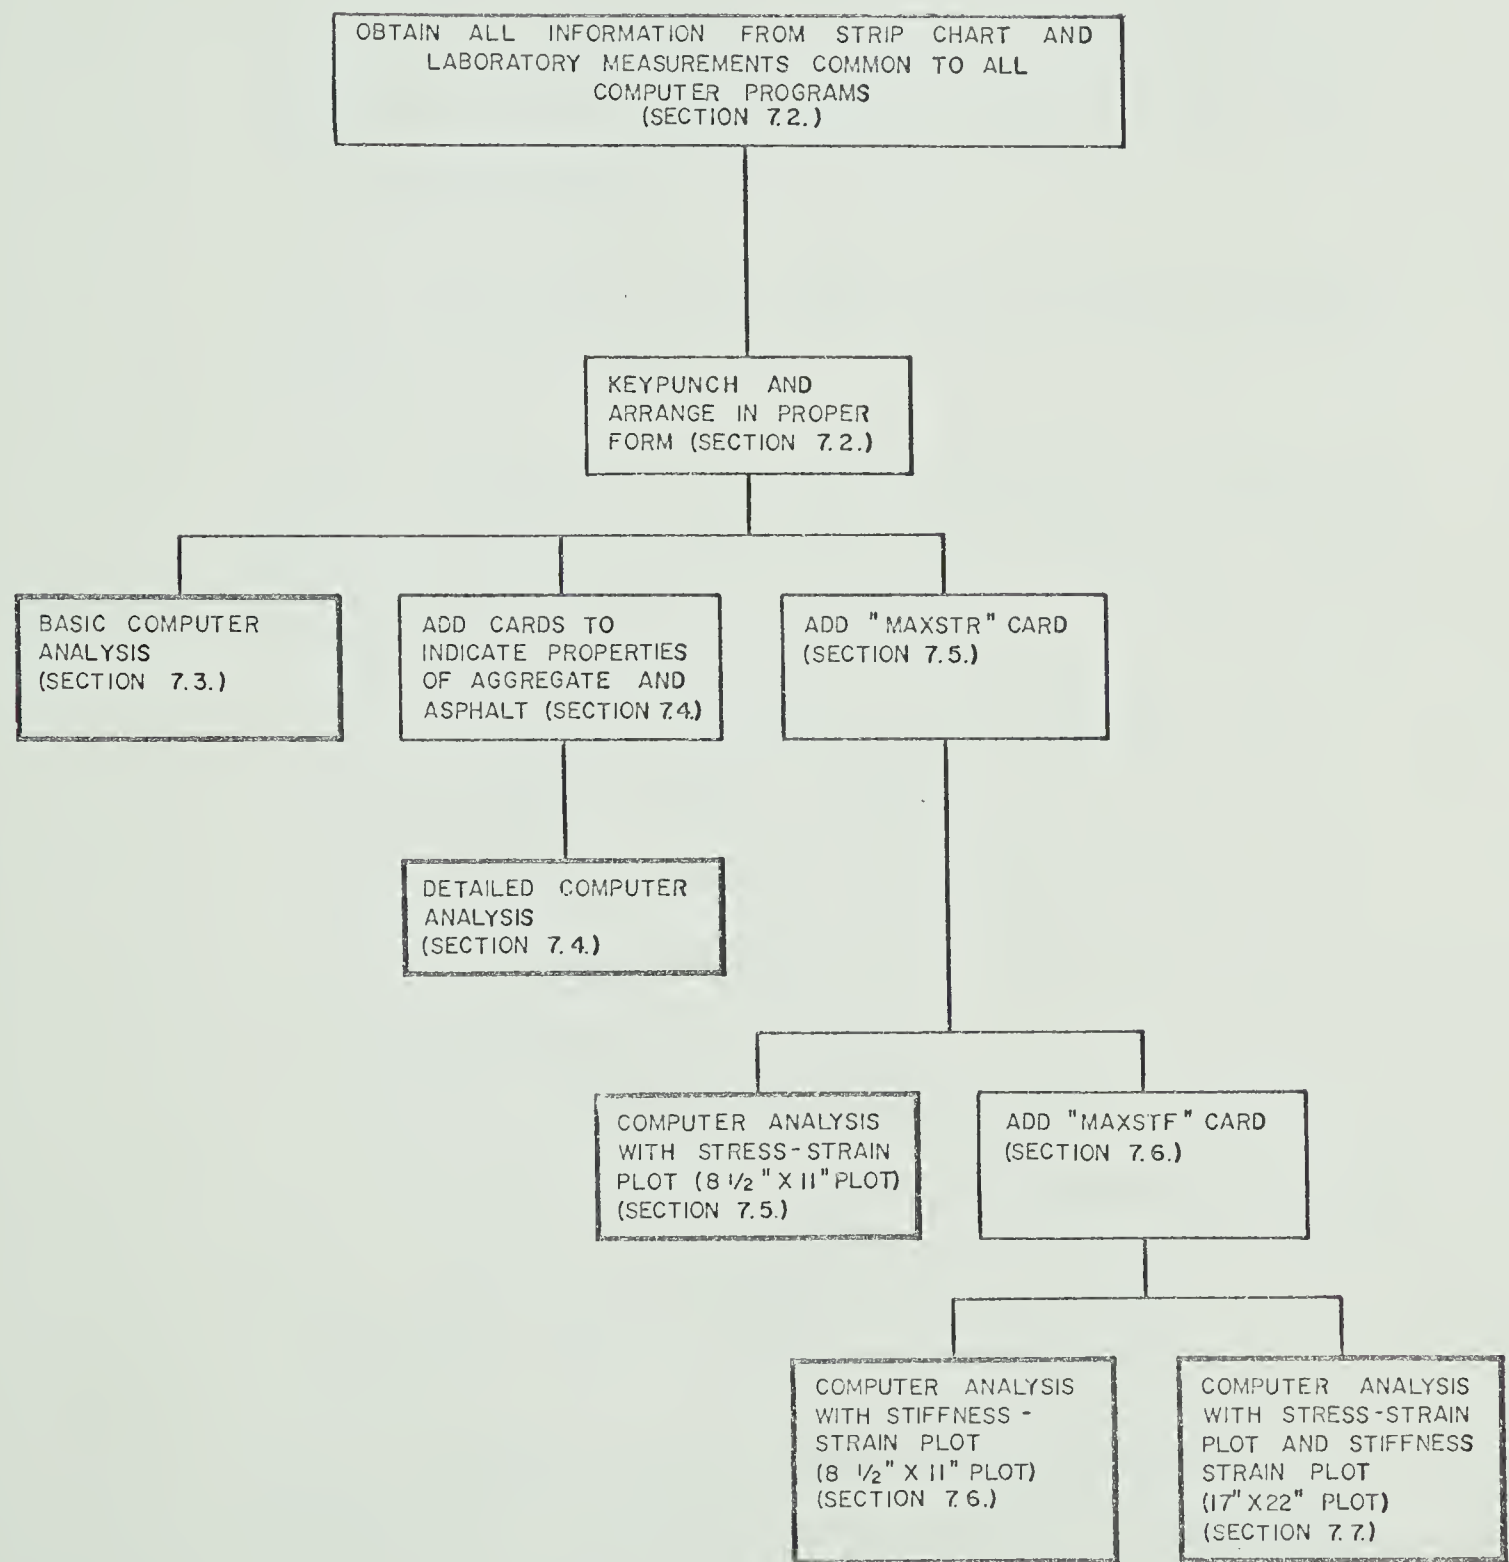 OBTAIN ALL INFORMATION FROM STRIP CHART AND
LABORATORY MEASUREMENTS COMMON TO ALL
COMPUTER PROGRAMS
(SECTION 7.2.)
KEYPUNCH AND
ARRANGE IN PROPER
FORM (SECTION 7.2.)
BASIC COMPUTER
ANALYSIS
(SECTION 7.3.)
ADD CARDS TO
INDICATE PROPERTIES
OF AGGREGATE AND
ASPHALT (SECTION 7.4.)
ADD "MAXSTR" CARD
(SECTION 7.5.)
DETAILED COMPUTER
ANALYSIS
(SECTION 7.4.)
COMPUTER ANALYSIS
WITH STRESS-STRAIN
PLOT (8 1/2" X 11" PLOT)
(SECTION 7.5.)
ADD "MAXSTF" CARD
(SECTION 7.6.)
COMPUTER ANALYSIS
WITH STIFFNESS -
STRAIN PLOT
(8 1/2" X 11" PLOT)
(SECTION 7.6.)
COMPUTER ANALYSIS
WITH STRESS-STRAIN
PLOT AND STIFFNESS
STRAIN PLOT
(17" X 22" PLOT)
(SECTION 7.7.)